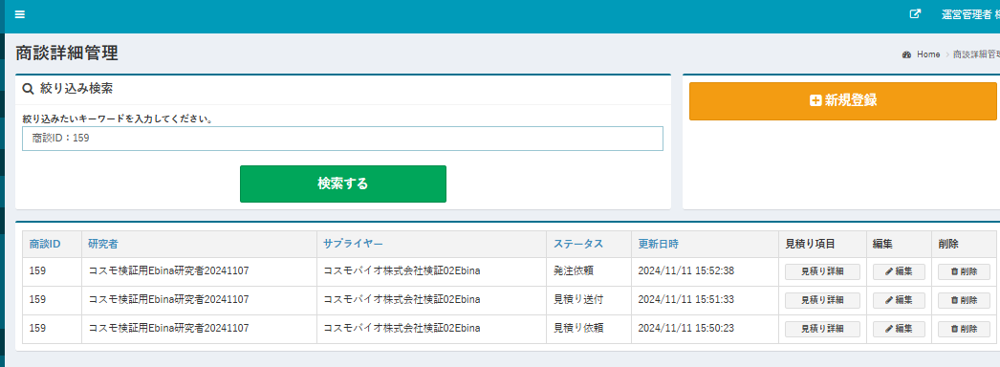 運営管理者
商談詳細管理
Home > 商談詳細管理
絞り込み検索
絞り込みたいキーワードを入力してください。
商談ID：159
検索する
新規登録
商談ID 研究者 サプライヤー ステータス 更新日時 見積り項目 編集 削除
159 コスモ検証用Ebina研究者20241107 コスモバイオ株式会社検証02Ebina 発注依頼 2024/11/11 15:52:38 見積り詳細 編集 削除
159 コスモ検証用Ebina研究者20241107 コスモバイオ株式会社検証02Ebina 見積り送付 2024/11/11 15:51:33 見積り詳細 編集 削除
159 コスモ検証用Ebina研究者20241107 コスモバイオ株式会社検証02Ebina 見積り依頼 2024/11/11 15:50:23 見積り詳細 編集 削除